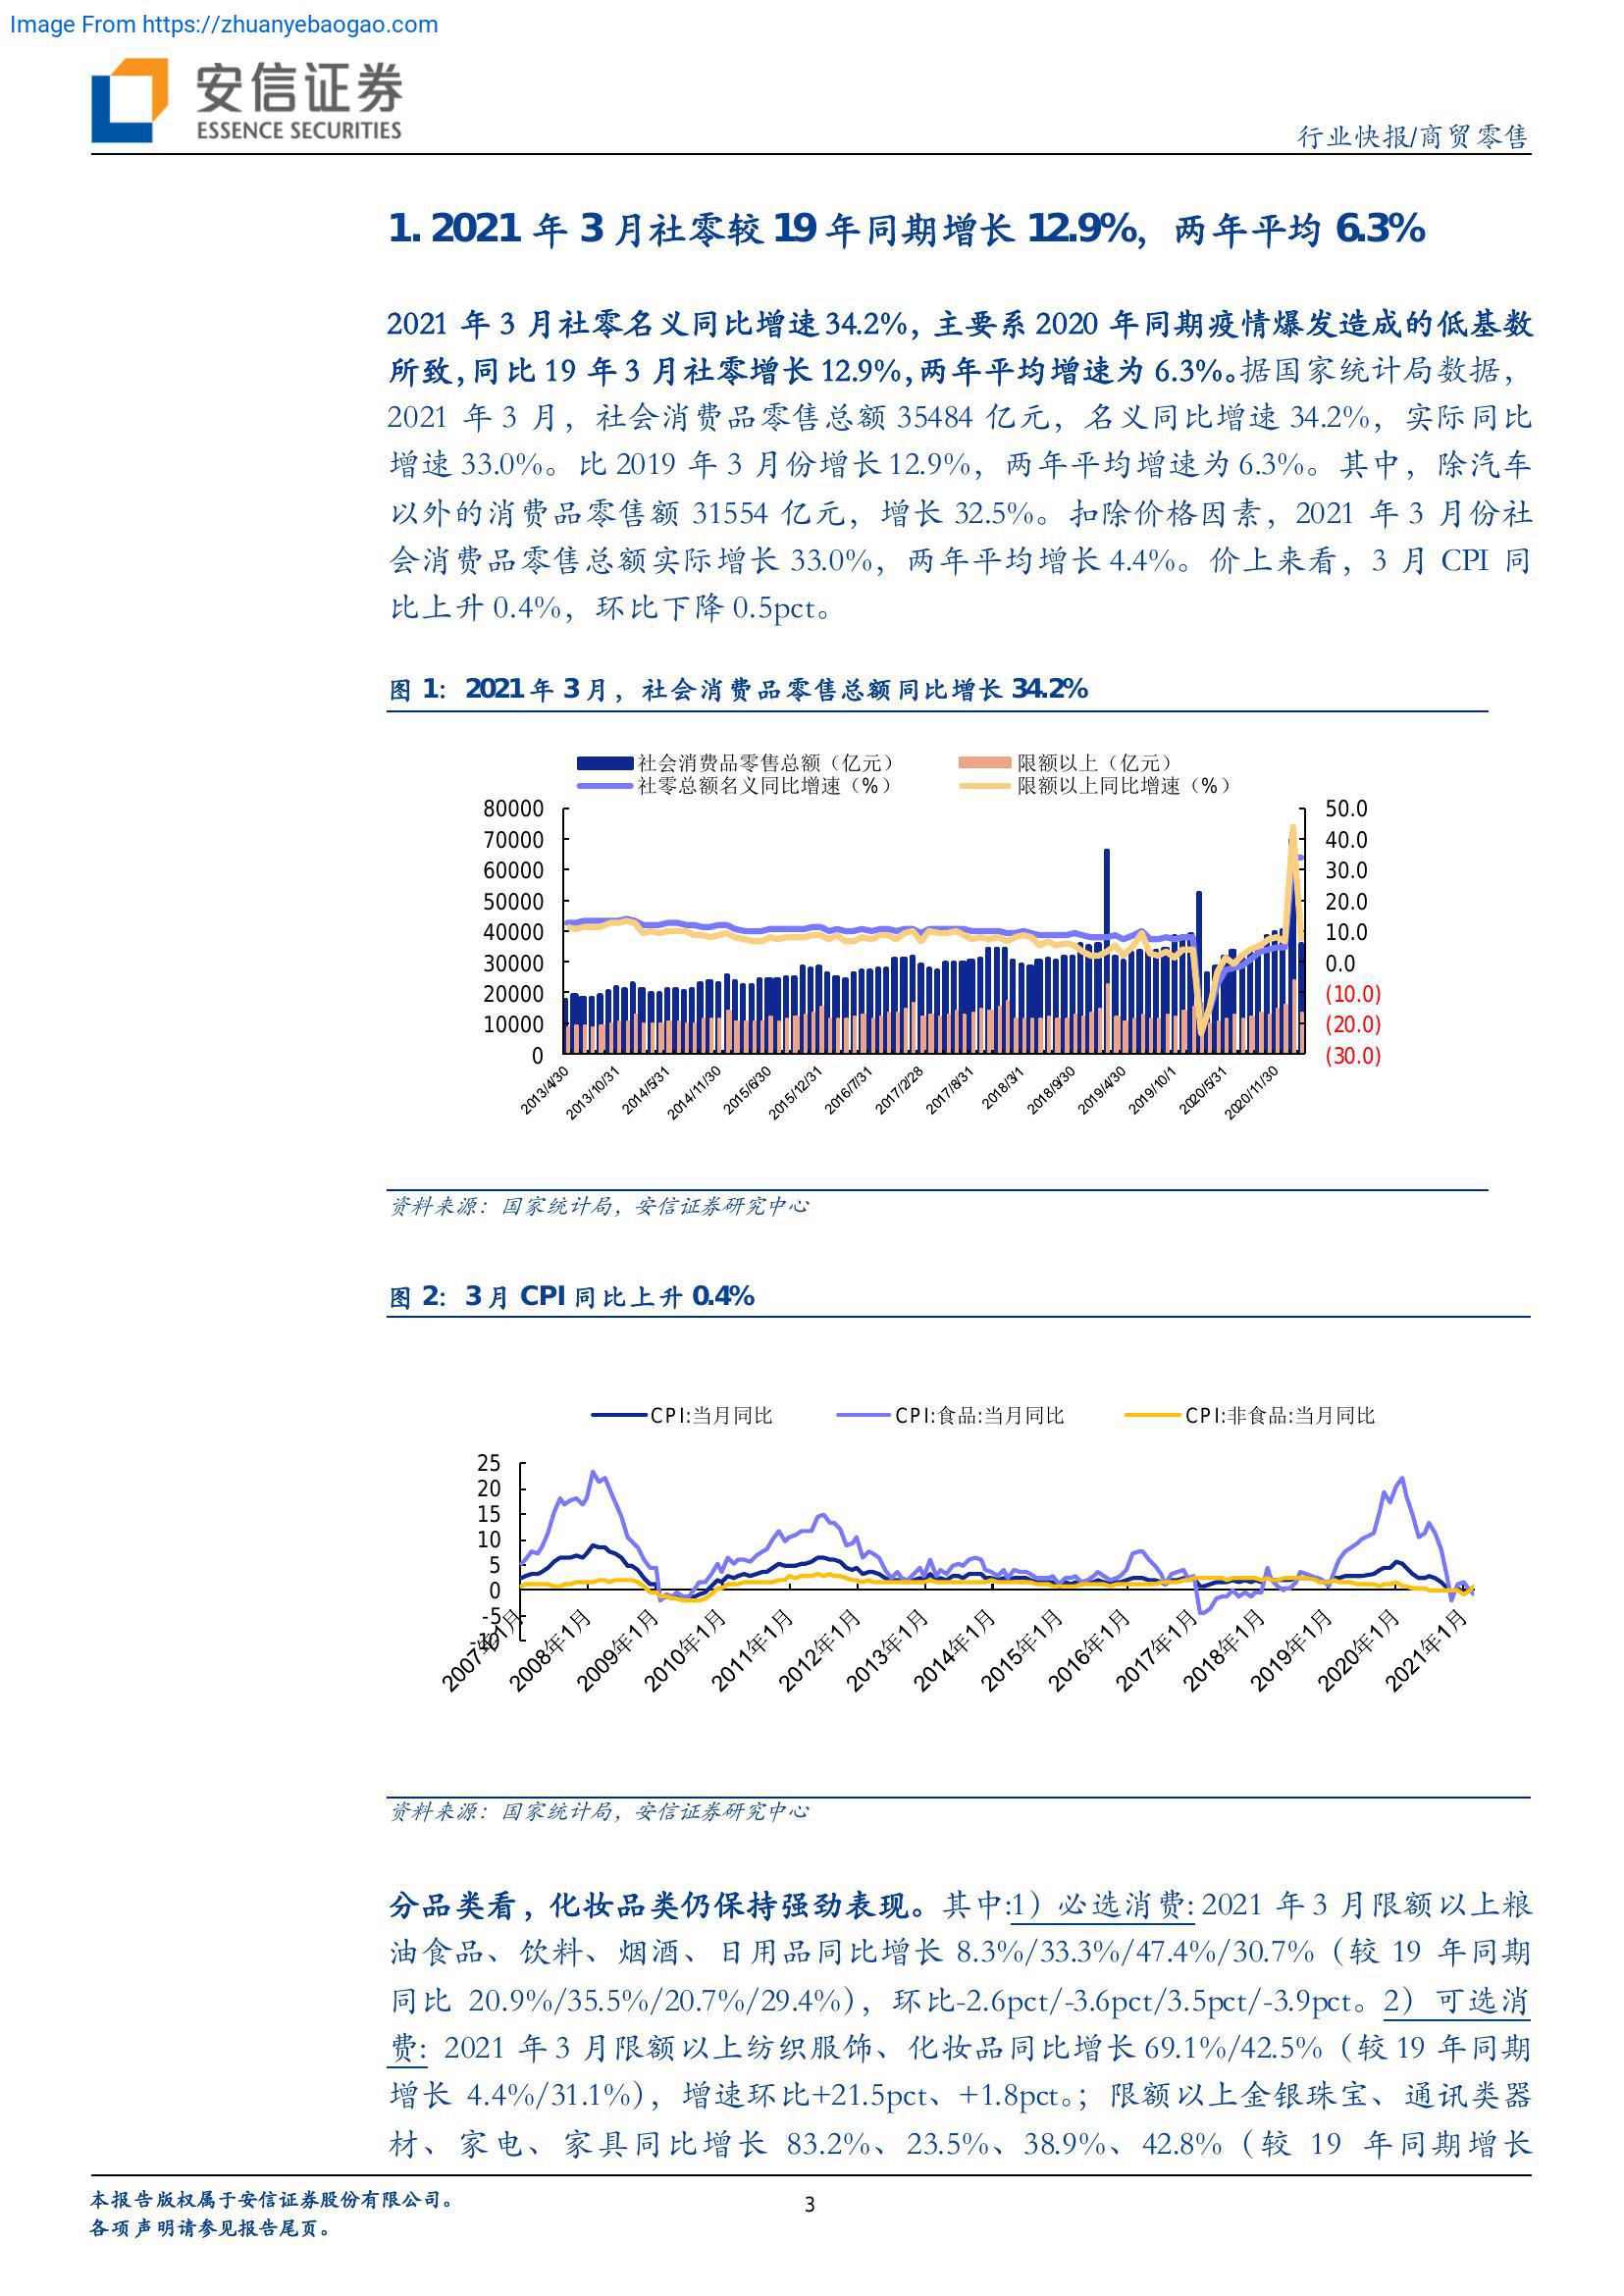 Image From https://zhuanyebaogao.com
安信证券
ESSENCE SECURITIES
行业快报/商贸零售
1. 2021 年 3 月社零较 19 年同期增长 12.9%，两年平均 6.3%
2021 年 3 月社零名义同比增速 34.2%，主要系 2020 年同期疫情爆发造成的低基数
所致，同比 19 年 3 月社零增长 12.9%，两年平均增速为 6.3%。据国家统计局数据，
2021 年 3 月，社会消费品零售总额 35484 亿元，名义同比增速 34.2%，实际同比
增速 33.0%。比 2019 年 3 月份增长 12.9%，两年平均增速为 6.3%。其中，除汽车
以外的消费品零售额 31554 亿元，增长 32.5%。扣除价格因素，2021 年 3 月份社
会消费品零售总额实际增长 33.0%，两年平均增长 4.4%。价上来看，3 月 CPI 同
比上升 0.4%，环比下降 0.5pct。
图 1：2021 年 3 月，社会消费品零售总额同比增长 34.2%
社会消费品零售总额（亿元） 限额以上（亿元）
社零总额名义同比增速（%） 限额以上同比增速（%）
80000 50.0
70000 40.0
60000 30.0
50000 20.0
40000 10.0
30000 0.0
20000 (10.0)
10000 (20.0)
0 (30.0)
2013/4/30 2013/10/31 2014/5/31 2014/11/30 2015/6/30 2015/12/31 2016/7/31 2017/2/28 2017/8/31 2018/3/1 2018/9/30 2019/4/30 2019/10/1 2020/5/31 2020/11/30
资料来源：国家统计局，安信证券研究中心
图 2：3 月 CPI 同比上升 0.4%
CPI:当月同比 CPI:食品:当月同比 CPI:非食品:当月同比
25
20
15
10
5
0
-5
-10
2007年1月 2008年1月 2009年1月 2010年1月 2011年1月 2012年1月 2013年1月 2014年1月 2015年1月 2016年1月 2017年1月 2018年1月 2019年1月 2020年1月 2021年1月
资料来源：国家统计局，安信证券研究中心
分品类看，化妆品类仍保持强劲表现。其中:1）必选消费: 2021 年 3 月限额以上粮
油食品、饮料、烟酒、日用品同比增长 8.3%/33.3%/47.4%/30.7%（较 19 年同期
同比 20.9%/35.5%/20.7%/29.4%），环比-2.6pct/-3.6pct/3.5pct/-3.9pct。2）可选消
费: 2021 年 3 月限额以上纺织服饰、化妆品同比增长 69.1%/42.5%（较 19 年同期
增长 4.4%/31.1%），增速环比+21.5pct、+1.8pct。；限额以上金银珠宝、通讯类器
材、家电、家具同比增长 83.2%、23.5%、38.9%、42.8%（较 19 年同期增长
本报告版权属于安信证券股份有限公司。
各项声明请参见报告尾页。
3